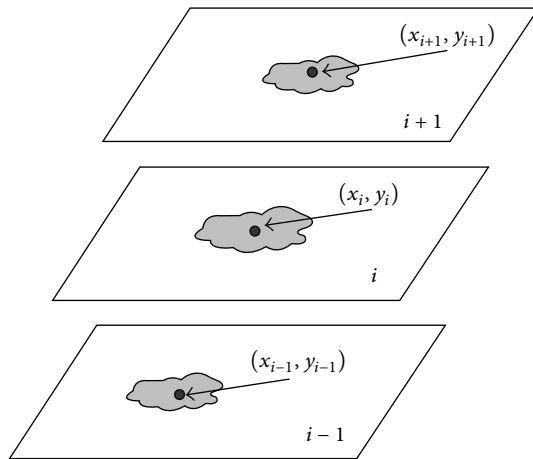 (x_{i+1}, y_{i+1})
i + 1
(x_i, y_i)
i
(x_{i−1}, y_{i−1})
i − 1